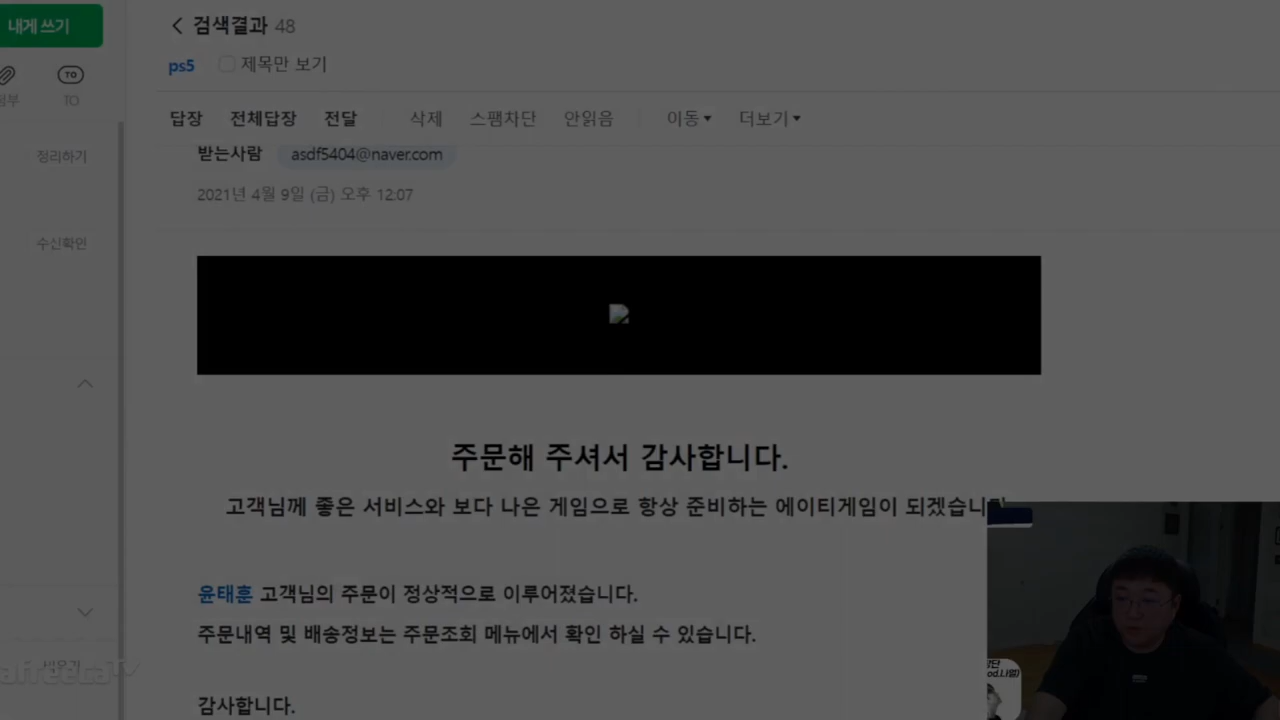 내게 쓰기
검색결과 48
ps5 제목만 보기
TO
TO
답장 전체답장 전달 삭제 스팸차단 안읽음 이동 더보기
받는사람 asdf5404@naver.com
정리하기
2021년 4월 9일 (금) 오후 12:07
수신확인
주문해 주셔서 감사합니다.
고객님께 좋은 서비스와 보다 나은 게임으로 항상 준비하는 에이티게임이 되겠습니다
윤태훈 고객님의 주문이 정상적으로 이루어졌습니다.
주문내역 및 배송정보는 주문조회 메뉴에서 확인 하실 수 있습니다.
afreecaTV
감사합니다.